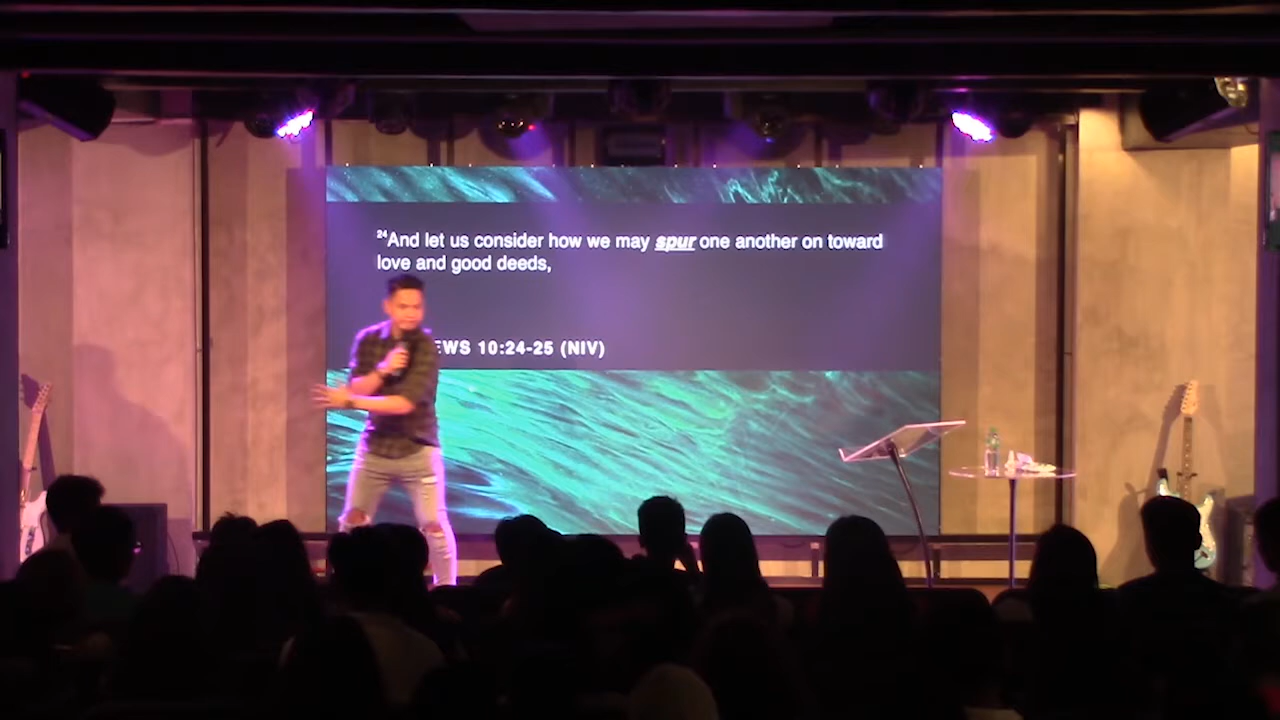 ²⁴And let us consider how we may spur one another on toward
love and good deeds,
EWS 10:24-25 (NIV)